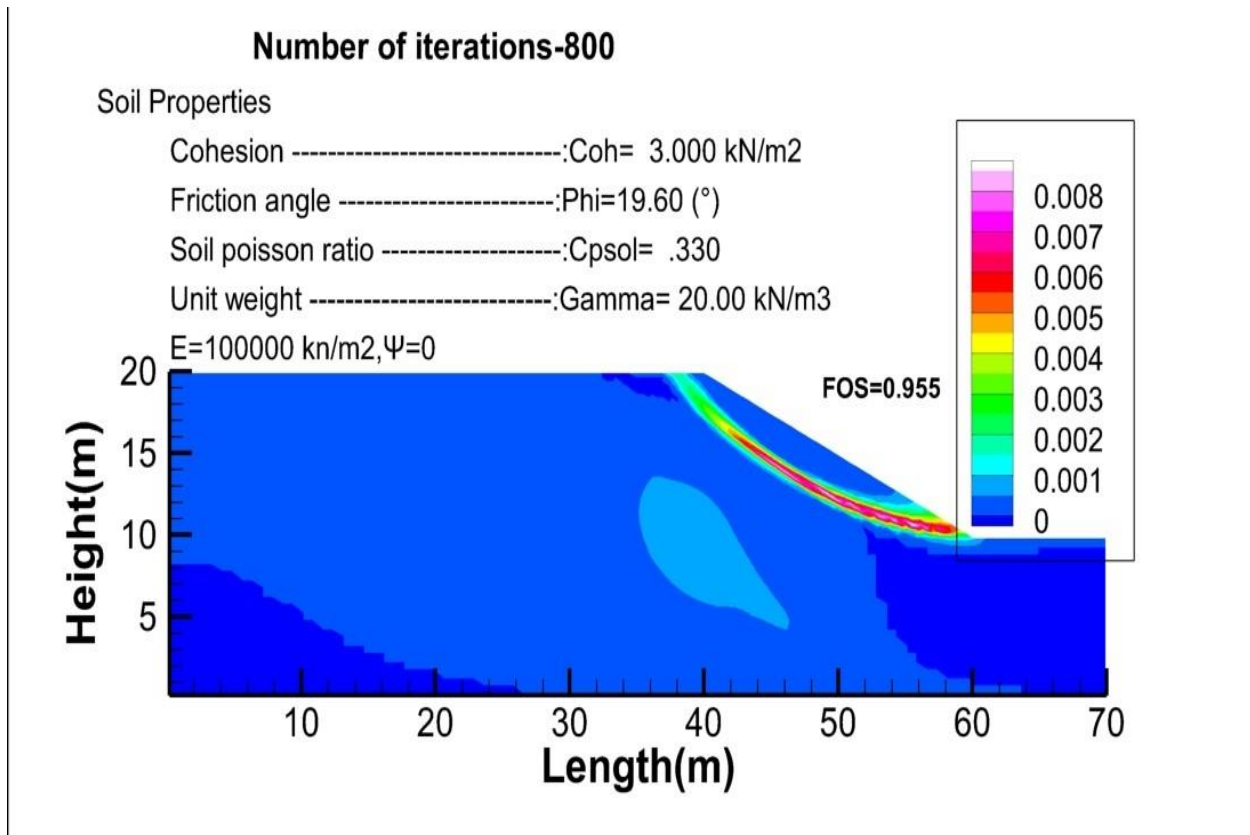 Number of iterations-800
Soil Properties
Cohesion ------------------------------:Coh= 3.000 kN/m2
Friction angle ------------------------:Phi=19.60 (°)
Soil poisson ratio --------------------:Cpsol= .330
Unit weight ---------------------------:Gamma= 20.00 kN/m3
E=100000 kn/m2,Ψ=0
FOS=0.955
0.008
0.007
0.006
0.005
0.004
0.003
0.002
0.001
0
Height(m)
20
15
10
5
10 20 30 40 50 60 70
Length(m)